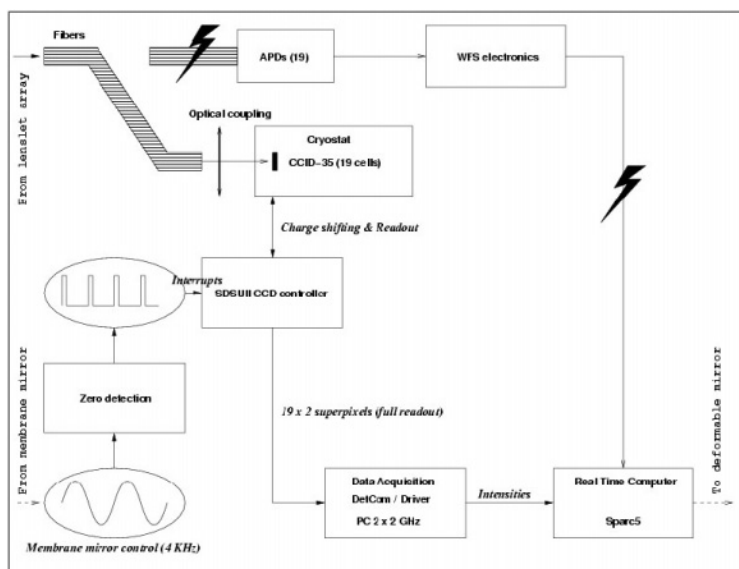 Fibers
APDs (19)
WFS electronics
From lenslet array
Optical coupling
Cryostat
CCID-35 (19 cells)
Charge shifting & Readout
Interrupts
SDSUII CCD controller
From membrane mirror
Zero detection
19 x 2 superpixels (full readout)
To deformable mirror
Data Acquisition
DetCom / Driver
PC 2 x 2 GHz
Intensities
Real Time Computer
Sparc5
Membrane mirror control (4 KHz)